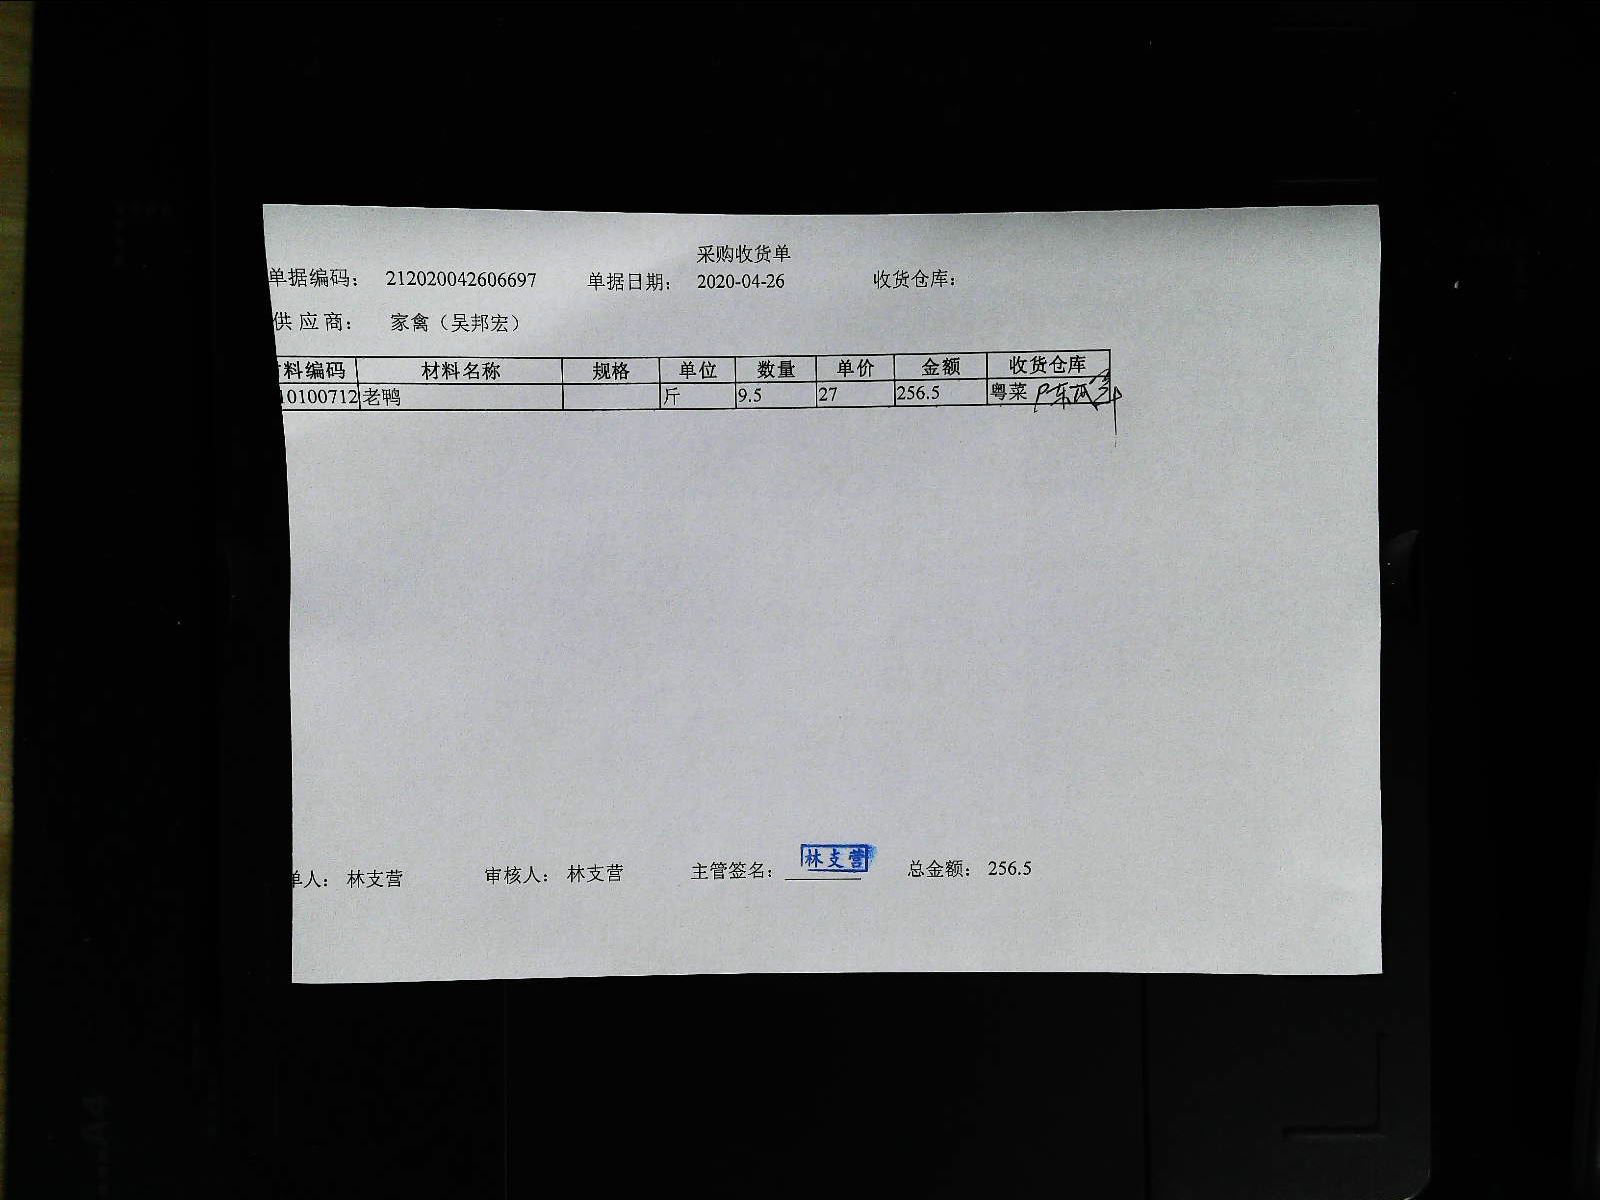 采购收货单
单据编码： 212020042606697 单据日期： 2020-04-26 收货仓库：
供 应 商： 家禽（吴邦宏）
料编码 材料名称 规格 单位 数量 单价 金额 收货仓库
10100712 老鸭 斤 9.5 27 256.5 粤菜
单人： 林支营 审核人： 林支营 主管签名： 林支营 总金额： 256.5
A4